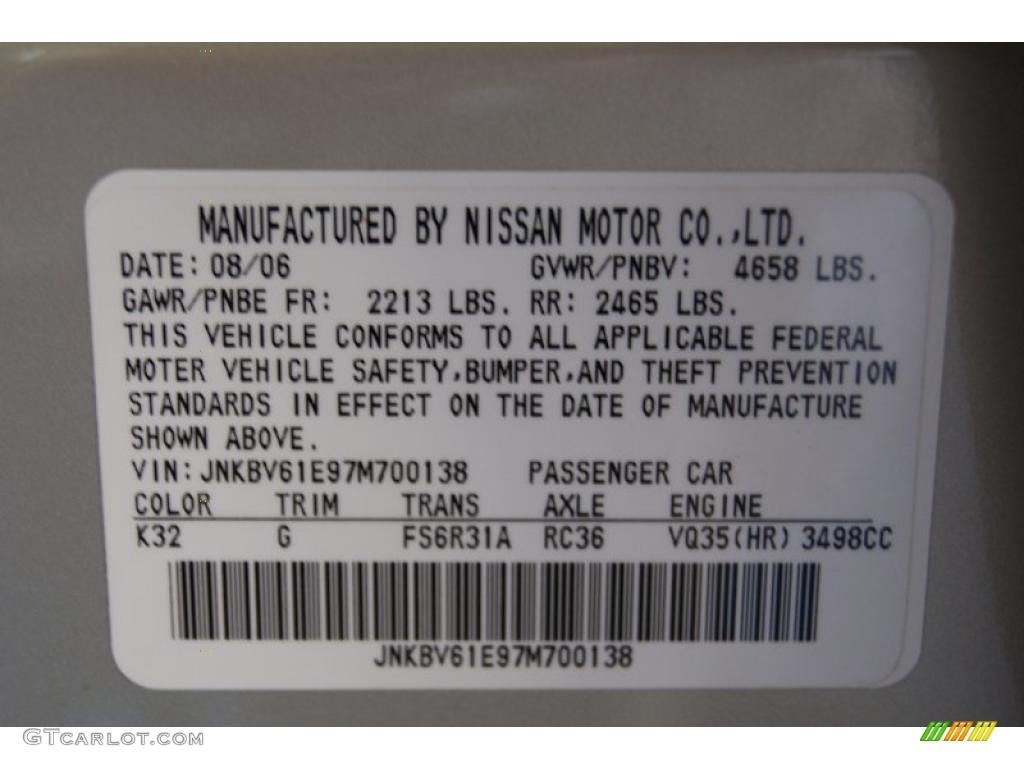 MANUFACTURED BY NISSAN MOTOR CO.,LTD.
DATE: 08/06 GVWR/PNBV: 4658 LBS.
GAWR/PNBE FR: 2213 LBS. RR: 2465 LBS.
THIS VEHICLE CONFORMS TO ALL APPLICABLE FEDERAL
MOTER VEHICLE SAFETY,BUMPER,AND THEFT PREVENTION
STANDARDS IN EFFECT ON THE DATE OF MANUFACTURE
SHOWN ABOVE.
VIN: JNKBV61E97M700138 PASSENGER CAR
COLOR TRIM TRANS AXLE ENGINE
K32 G FS6R31A RC36 VQ35(HR) 3498CC
JNKBV61E97M700138
GTCARLOT.COM